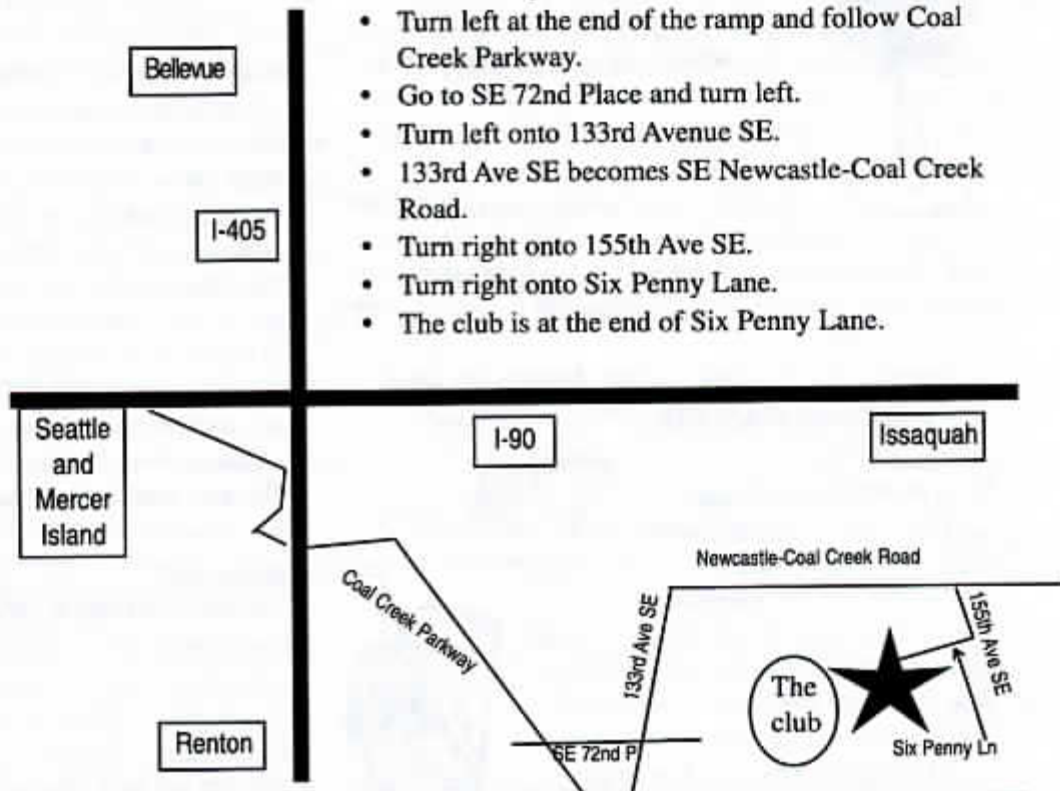 • Turn left at the end of the ramp and follow Coal
Creek Parkway.
• Go to SE 72nd Place and turn left.
• Turn left onto 133rd Avenue SE.
• 133rd Ave SE becomes SE Newcastle-Coal Creek
Road.
• Turn right onto 155th Ave SE.
• Turn right onto Six Penny Lane.
• The club is at the end of Six Penny Lane.
Bellevue
I-405
Seattle
and
Mercer
Island
I-90
Issaquah
Newcastle-Coal Creek Road
Coal Creek Parkway
133rd Ave SE
155th Ave SE
The
club
Renton
SE 72nd P
Six Penny Ln